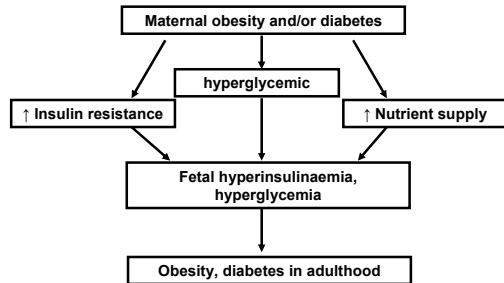 Maternal obesity and/or diabetes
hyperglycemic
↑ Insulin resistance
↑ Nutrient supply
Fetal hyperinsulinaemia,
hyperglycemia
Obesity, diabetes in adulthood